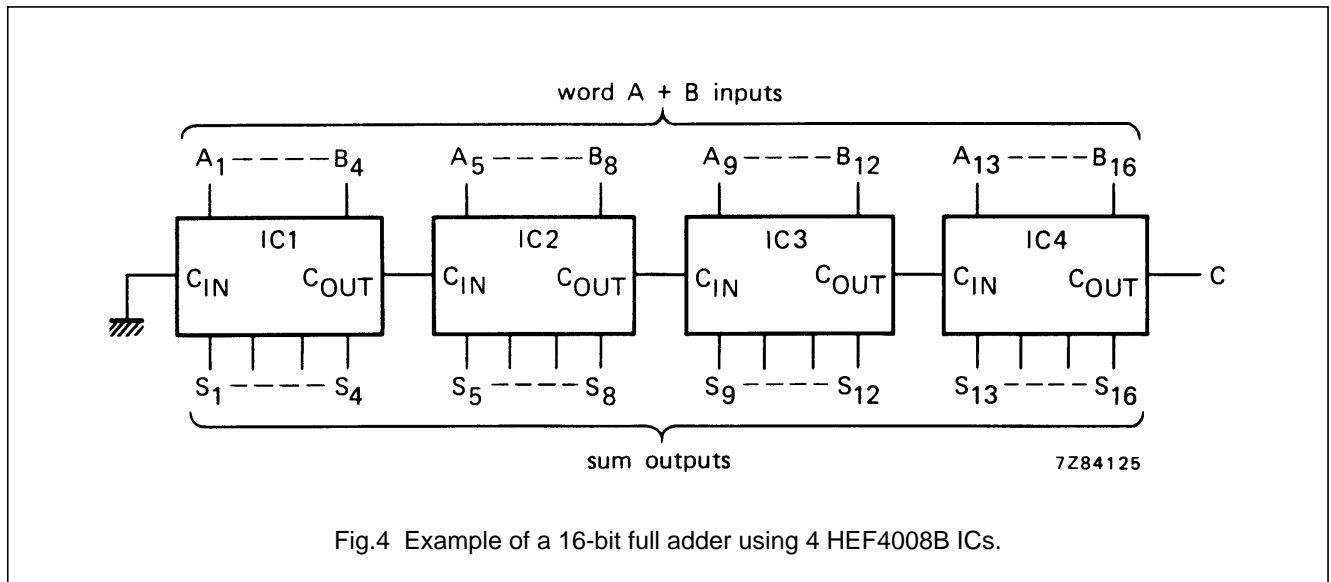 word A + B inputs
A1 ---- B4 A5 ---- B8 A9 ---- B12 A13 ---- B16
IC1 IC2 IC3 IC4
CIN COUT CIN COUT CIN COUT CIN COUT C
S1 ---- S4 S5 ---- S8 S9 ---- S12 S13 ---- S16
sum outputs
7Z84125
Fig.4 Example of a 16-bit full adder using 4 HEF4008B ICs.